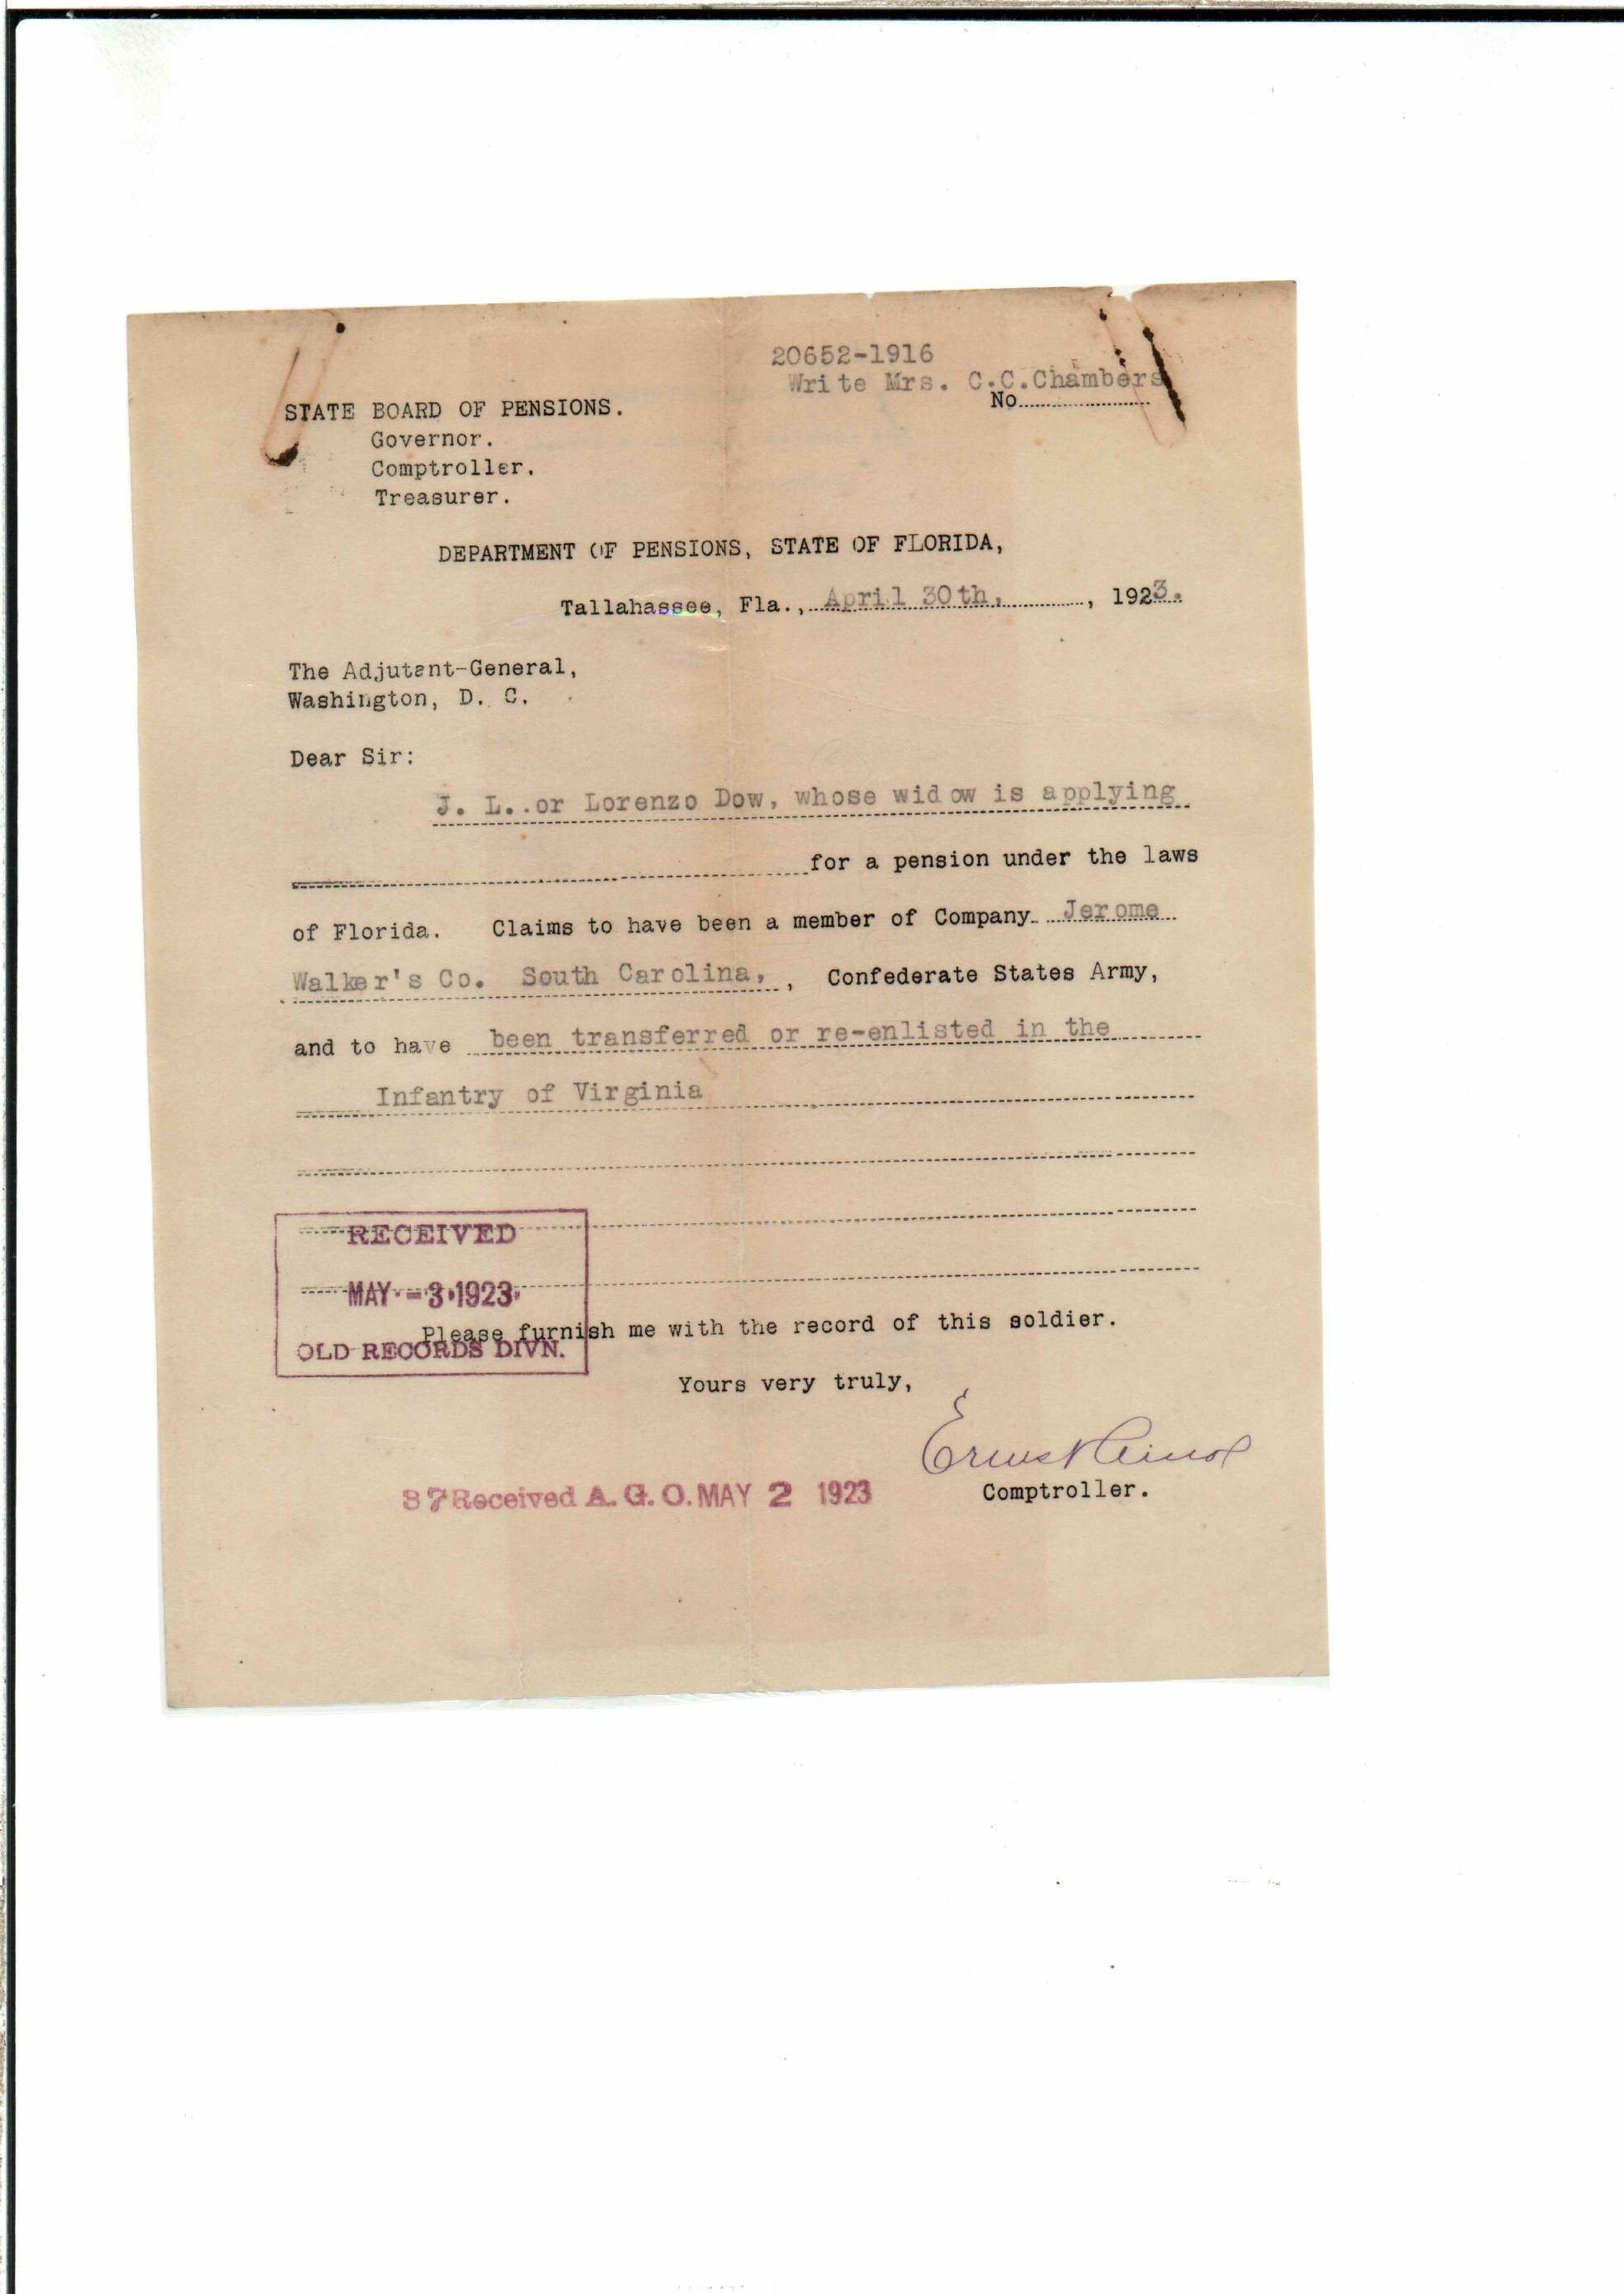 20652-1916
Write Mrs. C.C.Chambers
No
STATE BOARD OF PENSIONS.
Governor.
Comptroller.
Treasurer.
DEPARTMENT OF PENSIONS, STATE OF FLORIDA,
Tallahassee, Fla., April 30th, , 1923.
The Adjutant-General,
Washington, D. C.
Dear Sir:
J. L. or Lorenzo Dow, whose widow is applying
for a pension under the laws
of Florida. Claims to have been a member of Company Jerome
Walker's Co. South Carolina, , Confederate States Army,
and to have been transferred or re-enlisted in the
Infantry of Virginia
RECEIVED
MAY - 3 1923
OLD RECORDS DIVN.
Please furnish me with the record of this soldier.
Yours very truly,
Ernest Amos
Comptroller.
37 Received A. G. O. MAY 2 1923